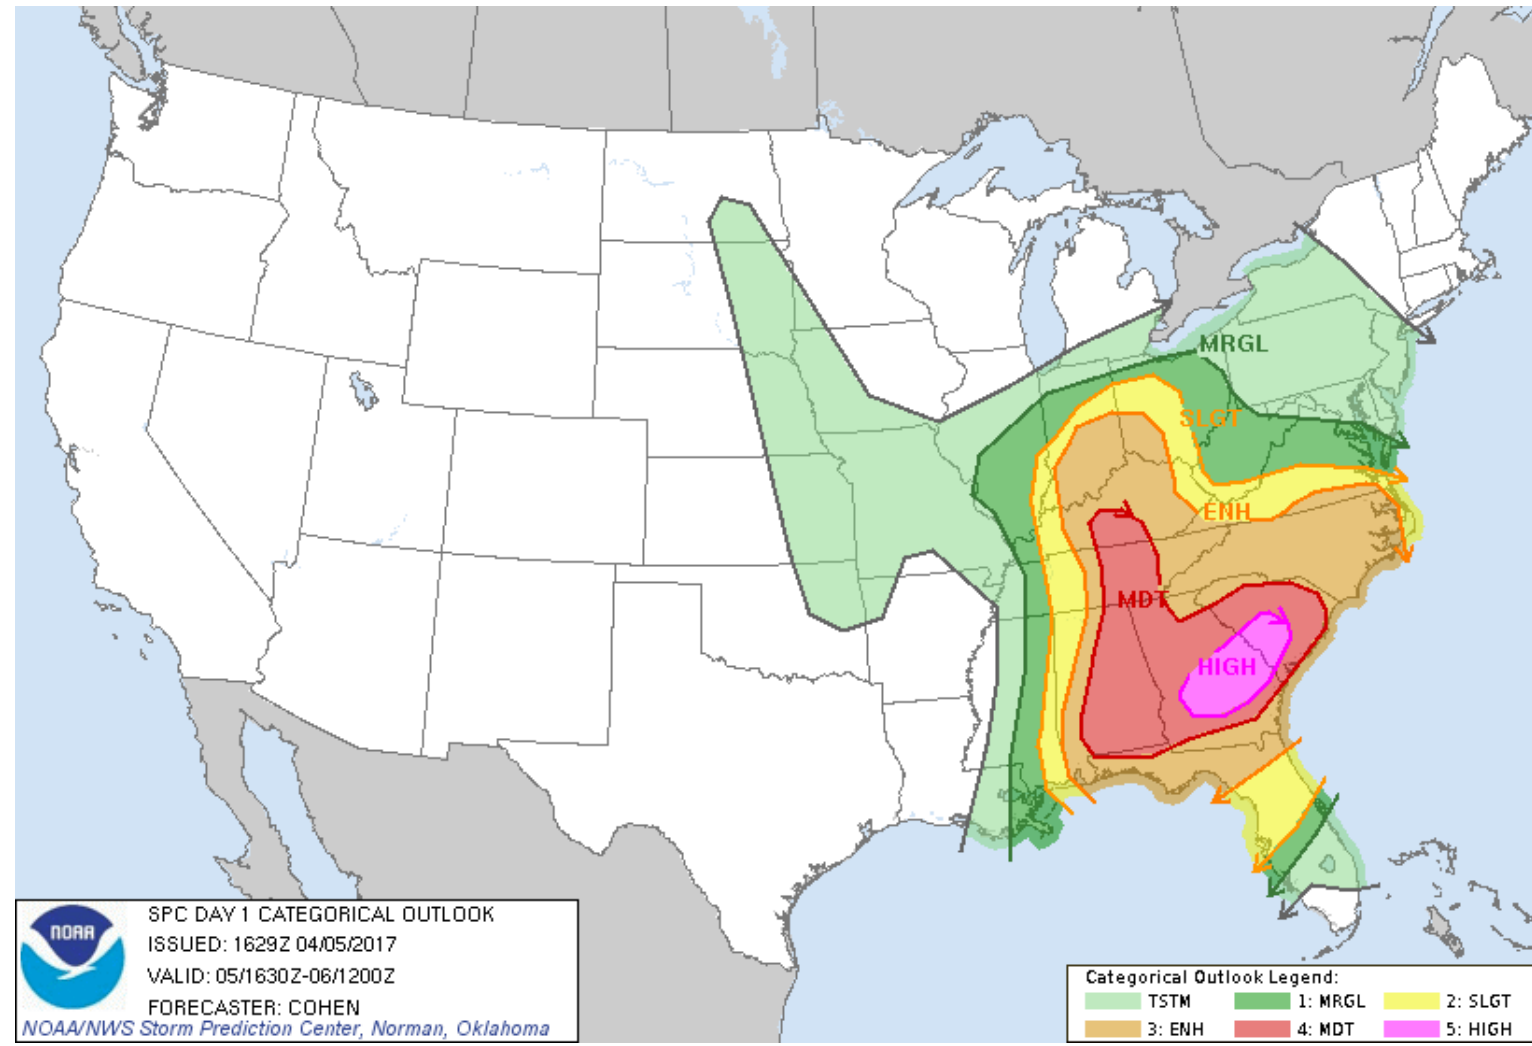 MRGL
SLGT
ENH
MDT
HIGH
NOAA
SPC DAY 1 CATEGORICAL OUTLOOK
ISSUED: 1629Z 04/05/2017
VALID: 05/1630Z-06/1200Z
FORECASTER: COHEN
NOAA/NWS Storm Prediction Center, Norman, Oklahoma
Categorical Outlook Legend:
TSTM 1: MRGL 2: SLGT
3: ENH 4: MDT 5: HIGH